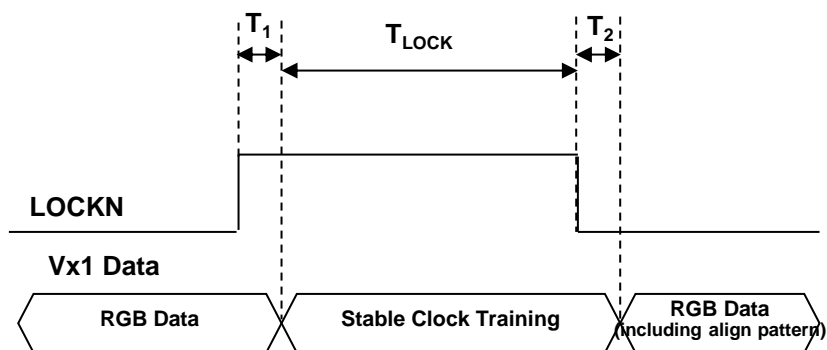 T1
TLOCK
T2
LOCKN
Vx1 Data
RGB Data
Stable Clock Training
RGB Data
(including align pattern)